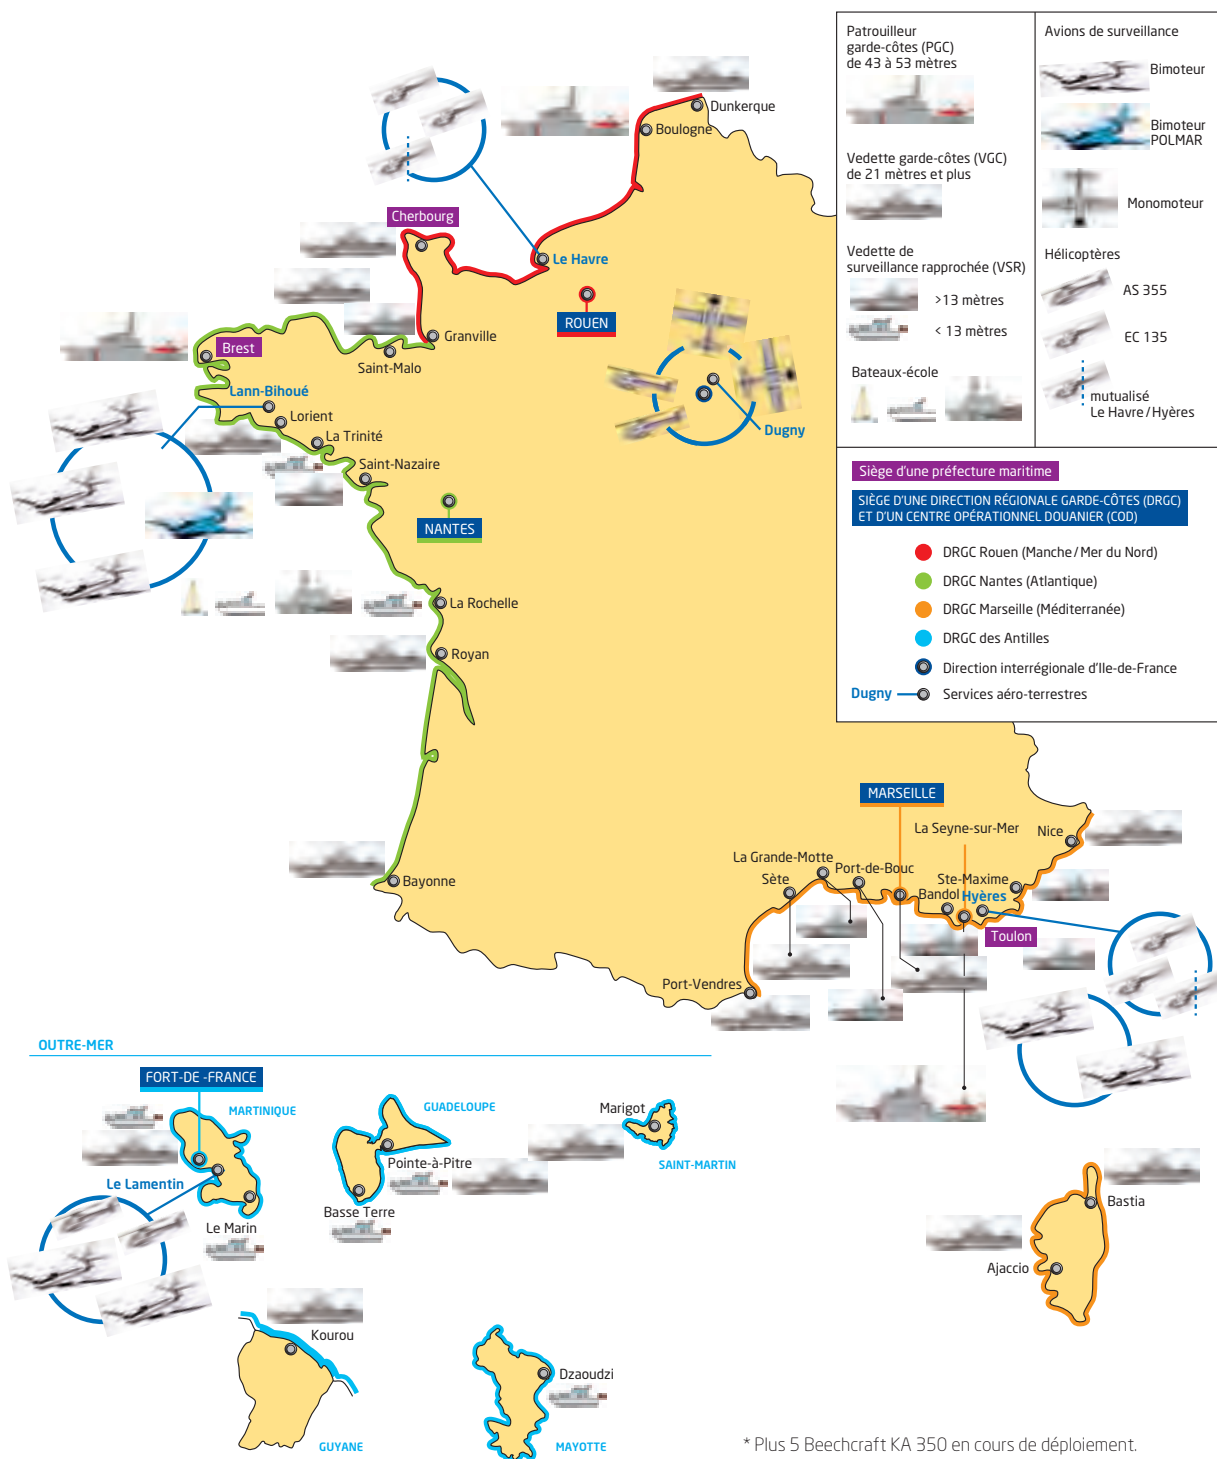 Patrouilleur
garde-côtes (PGC)
de 43 à 53 mètres
Vedette garde-côtes (VGC)
de 21 mètres et plus
Vedette de
surveillance rapprochée (VSR)
>13 mètres
< 13 mètres
Bateaux-école
Avions de surveillance
Bimoteur
Bimoteur
POLMAR
Monomoteur
Hélicoptères
AS 355
EC 135
mutualisé
Le Havre/Hyères
Siège d'une préfecture maritime
SIÈGE D'UNE DIRECTION RÉGIONALE GARDE-CÔTES (DRGC)
ET D'UN CENTRE OPÉRATIONNEL DOUANIER (COD)
DRGC Rouen (Manche/Mer du Nord)
DRGC Nantes (Atlantique)
DRGC Marseille (Méditerranée)
DRGC des Antilles
Direction interrégionale d'Ile-de-France
Dugny
Services aéro-terrestres
Dunkerque
Boulogne
Cherbourg
Le Havre
ROUEN
Granville
Saint-Malo
Brest
Lann-Bihoué
Lorient
La Trinité
Saint-Nazaire
Dugny
NANTES
La Rochelle
Royan
Bayonne
MARSEILLE
La Seyne-sur-Mer
Nice
La Grande-Motte
Port-de-Bouc
Sète
Ste-Maxime
Bandol
Hyères
Toulon
Port-Vendres
OUTRE-MER
FORT-DE -FRANCE
MARTINIQUE
Le Lamentin
Le Marin
GUADELOUPE
Pointe-à-Pitre
Basse Terre
Marigot
SAINT-MARTIN
Bastia
Ajaccio
Kourou
GUYANE
Dzaoudzi
MAYOTTE
* Plus 5 Beechcraft KA 350 en cours de déploiement.